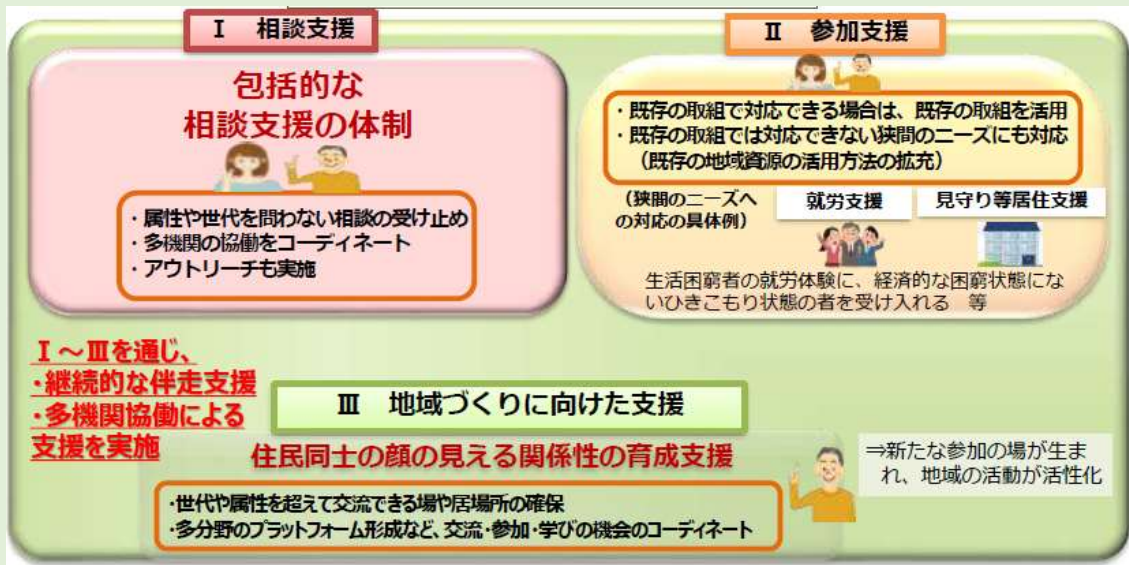 Ⅰ 相談支援
包括的な
相談支援の体制
・属性や世代を問わない相談の受け止め
・多機関の協働をコーディネート
・アウトリーチも実施
Ⅱ 参加支援
・既存の取組で対応できる場合は、既存の取組を活用
・既存の取組では対応できない狭間のニーズにも対応
（既存の地域資源の活用方法の拡充）
（狭間のニーズへ
の対応の具体例）
就労支援
見守り等居住支援
生活困窮者の就労体験に、経済的な困窮状態にな
いひきこもり状態の者を受け入れる 等
Ⅰ～Ⅲを通じ、
・継続的な伴走支援
・多機関協働による
支援を実施
Ⅲ 地域づくりに向けた支援
住民同士の顔の見える関係性の育成支援
・世代や属性を超えて交流できる場や居場所の確保
・多分野のプラットフォーム形成など、交流・参加・学びの機会のコーディネート
⇒新たな参加の場が生ま
れ、地域の活動が活性化